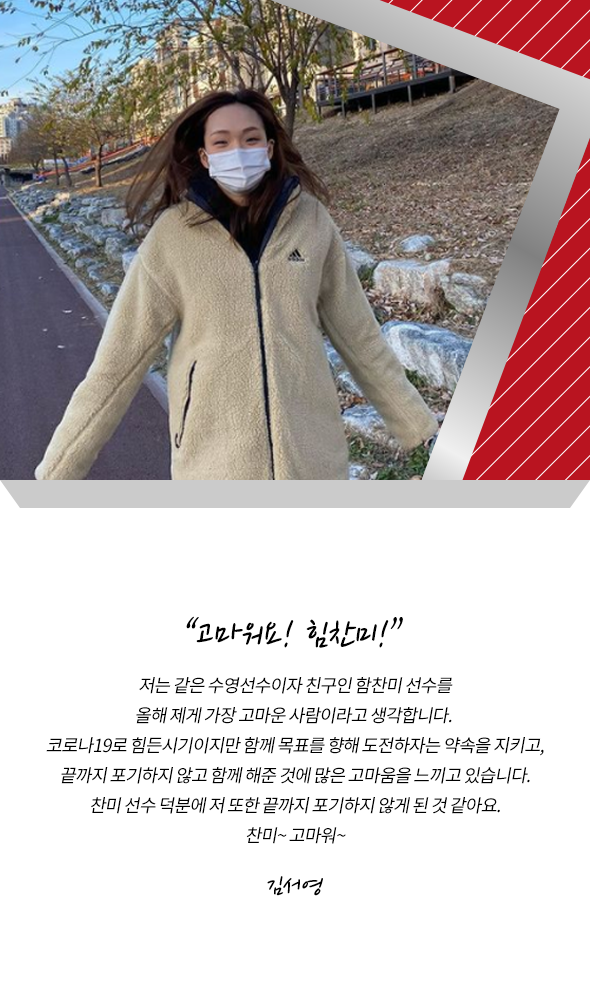 adidas
“고마워요! 힘찬미!”
저는 같은 수영선수이자 친구인 함찬미 선수를
올해 제게 가장 고마운 사람이라고 생각합니다.
코로나19로 힘든시기이지만 함께 목표를 향해 도전하자는 약속을 지키고,
끝까지 포기하지 않고 함께 해준 것에 많은 고마움을 느끼고 있습니다.
찬미 선수 덕분에 저 또한 끝까지 포기하지 않게 된 것 같아요.
찬미~ 고마워~
김서영